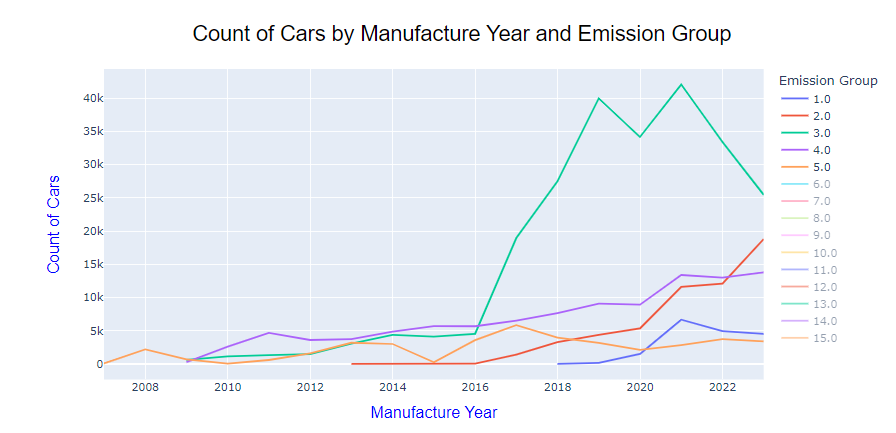 Count of Cars by Manufacture Year and Emission Group
Emission Group
1.0
2.0
3.0
4.0
5.0
6.0
7.0
8.0
9.0
10.0
11.0
12.0
13.0
14.0
15.0
Count of Cars
40k
35k
30k
25k
20k
15k
10k
5k
0
2008 2010 2012 2014 2016 2018 2020 2022
Manufacture Year